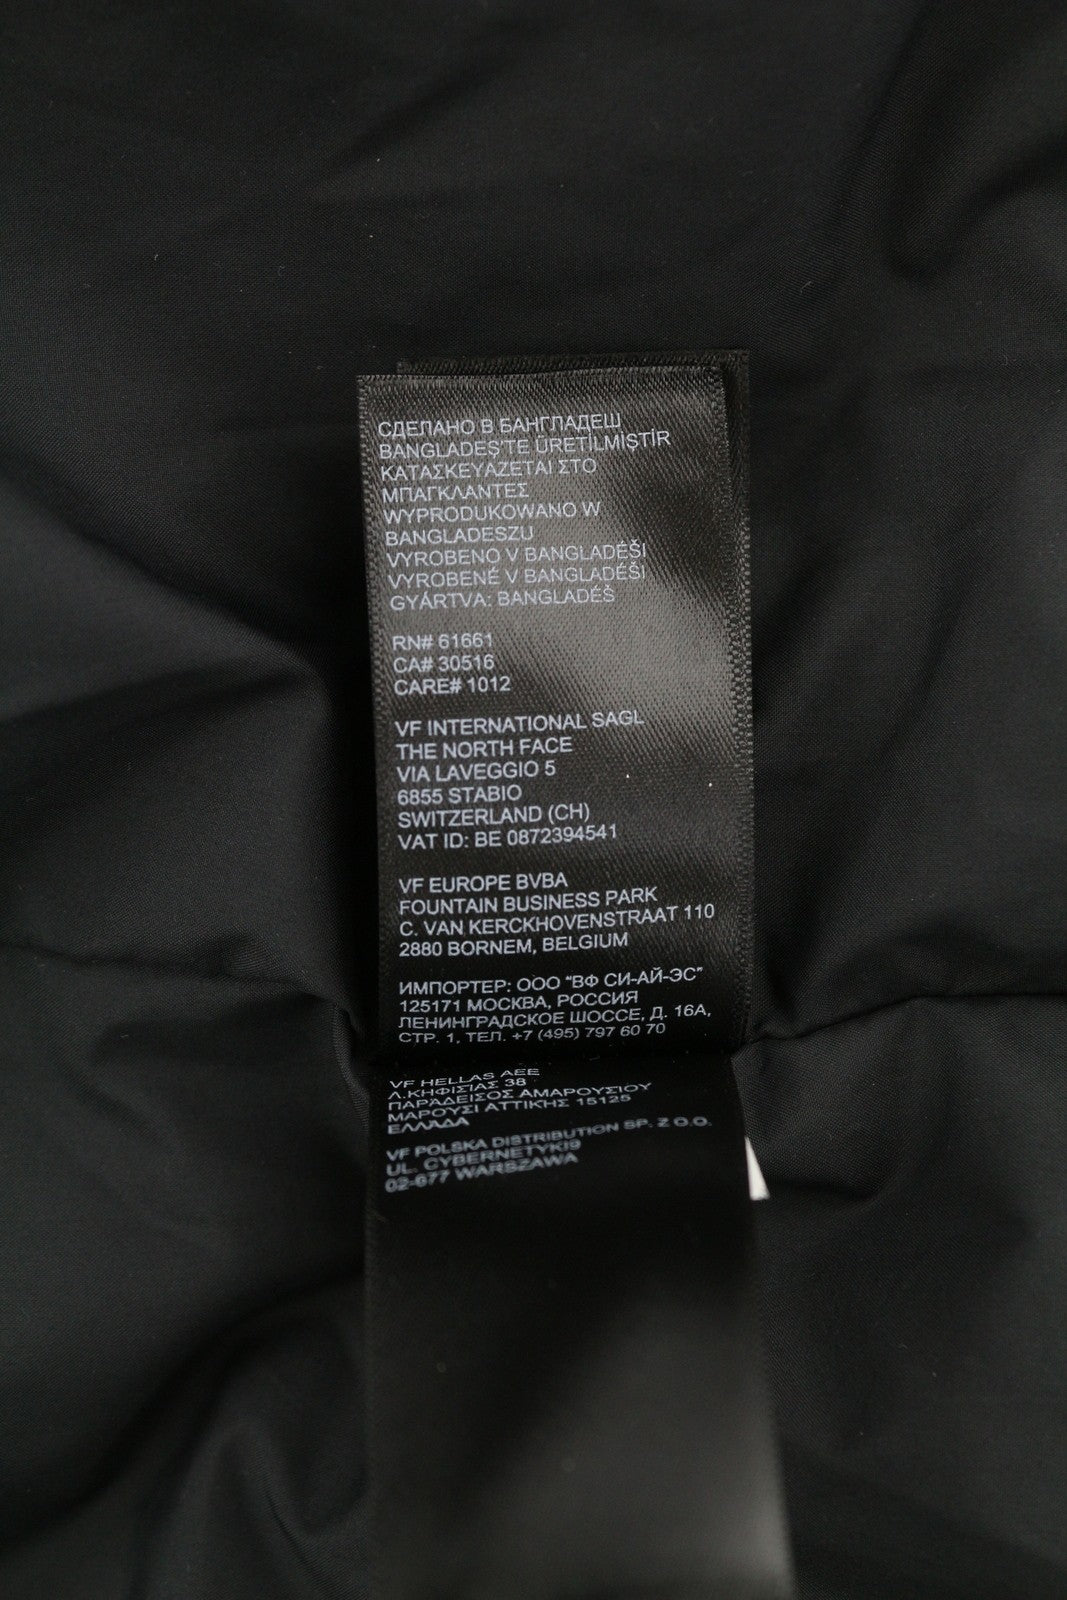 СДЕЛАНО В БАНГЛАДЕШ
BANGLADEŞ'TE ÜRETİLMİŞTİR
ΚΑΤΑΣΚΕΥΑΖΕΤΑΙ ΣΤΟ
ΜΠΑΓΚΛΑΝΤΕΣ
WYPRODUKOWANO W
BANGLADESZU
VYROBENO V BANGLADÉŠI
VYROBENÉ V BANGLADÉŠI
GYÁRTVA: BANGLADÉŠ
RN# 61661
CA# 30516
CARE# 1012
VF INTERNATIONAL SAGL
THE NORTH FACE
VIA LAVEGGIO 5
6855 STABIO
SWITZERLAND (CH)
VAT ID: BE 0872394541
VF EUROPE BVBA
FOUNTAIN BUSINESS PARK
C. VAN KERCKHOVENSTRAAT 110
2880 BORNEM, BELGIUM
ИМПОРТЕР: ООО "ВФ СИ-АЙ-ЭС"
125171 МОСКВА, РОССИЯ
ЛЕНИНГРАДСКОЕ ШОССЕ, Д. 16А,
СТР. 1, ТЕЛ. +7 (495) 797 60 70
VF HELLAS AEE
Λ.ΚΗΦΙΣΙΑΣ 38
ΠΑΡΑΔΕΙΣΟΣ ΑΜΑΡΟΥΣΙΟΥ
ΜΑΡΟΥΣΙ ΑΤΤΙΚΗΣ 15125
ΕΛΛΑΔΑ
VF POLSKA DISTRIBUTION SP. Z O.O.
UL. CYBERNETYKI9
02-677 WARSZAWA